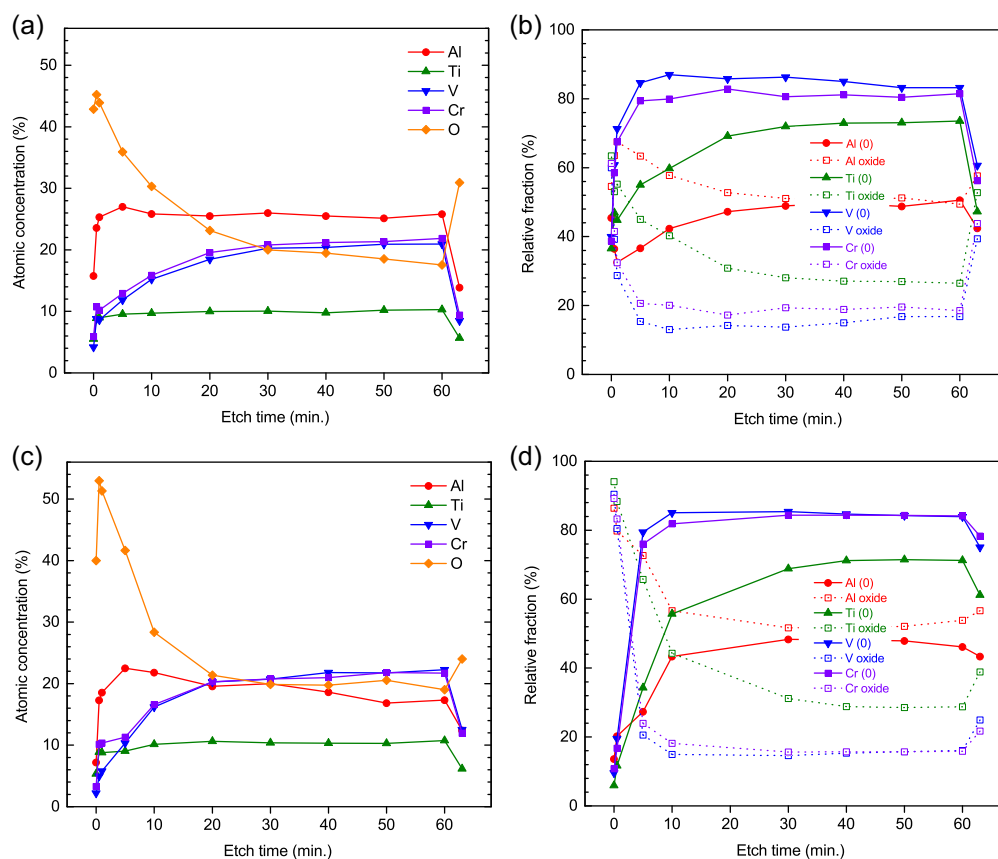 (a)
Atomic concentration (%)
50
40
30
20
10
0
Al
Ti
V
Cr
O
0 10 20 30 40 50 60
Etch time (min.)
(b)
Relative fraction (%)
100
80
60
40
20
0
Al (0)
Al oxide
Ti (0)
Ti oxide
V (0)
V oxide
Cr (0)
Cr oxide
0 10 20 30 40 50 60
Etch time (min.)
(c)
Atomic concentration (%)
50
40
30
20
10
0
Al
Ti
V
Cr
O
0 10 20 30 40 50 60
Etch time (min.)
(d)
Relative fraction (%)
100
80
60
40
20
0
Al (0)
Al oxide
Ti (0)
Ti oxide
V (0)
V oxide
Cr (0)
Cr oxide
0 10 20 30 40 50 60
Etch time (min.)